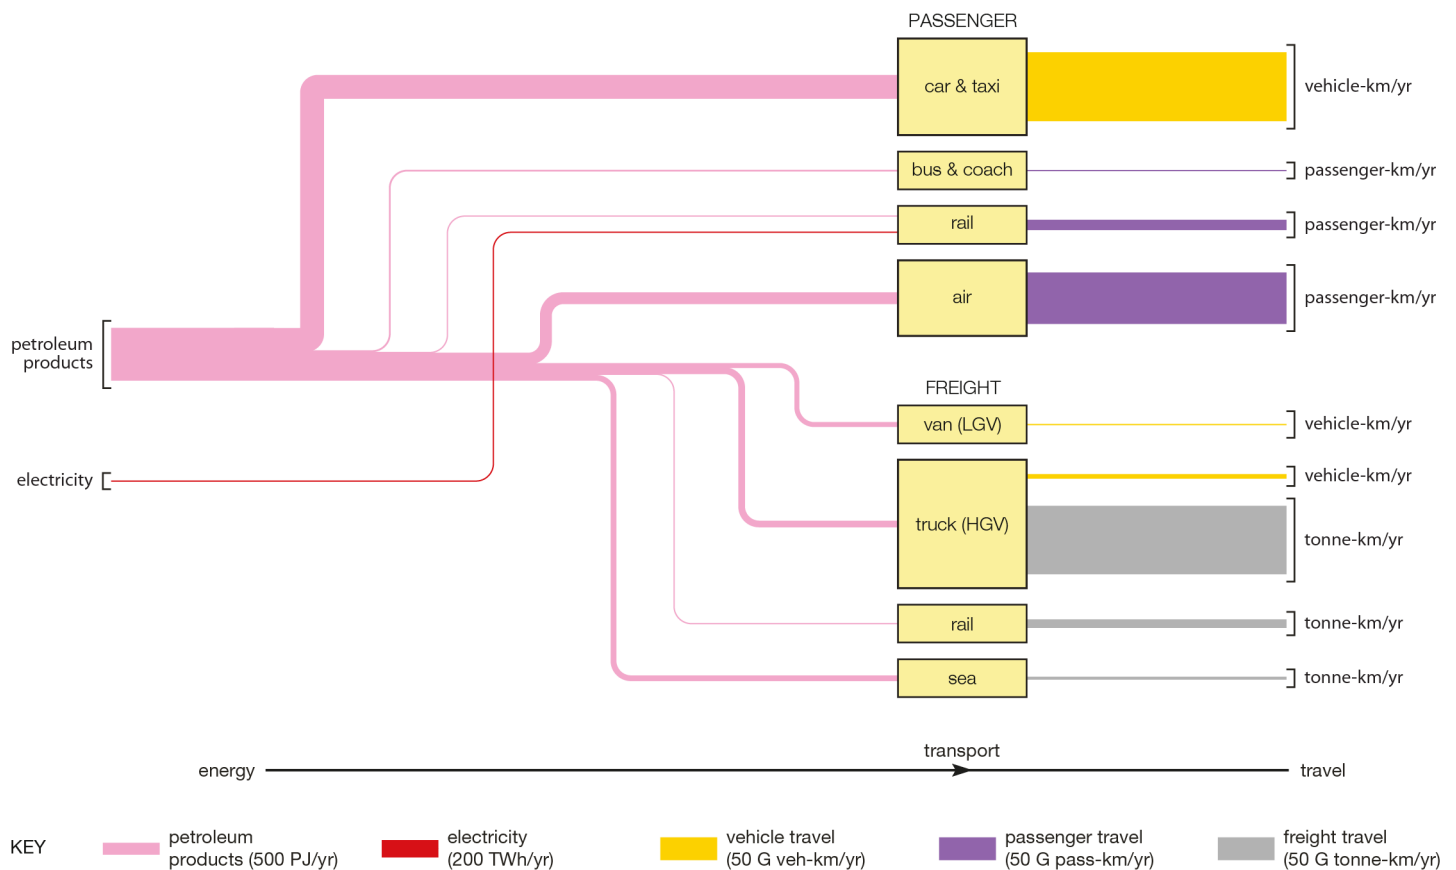 PASSENGER
car & taxi
vehicle-km/yr
bus & coach
passenger-km/yr
rail
passenger-km/yr
air
passenger-km/yr
petroleum
products
FREIGHT
van (LGV)
vehicle-km/yr
electricity
vehicle-km/yr
truck (HGV)
tonne-km/yr
rail
tonne-km/yr
sea
tonne-km/yr
transport
energy
travel
KEY
petroleum
products (500 PJ/yr)
electricity
(200 TWh/yr)
vehicle travel
(50 G veh-km/yr)
passenger travel
(50 G pass-km/yr)
freight travel
(50 G tonne-km/yr)